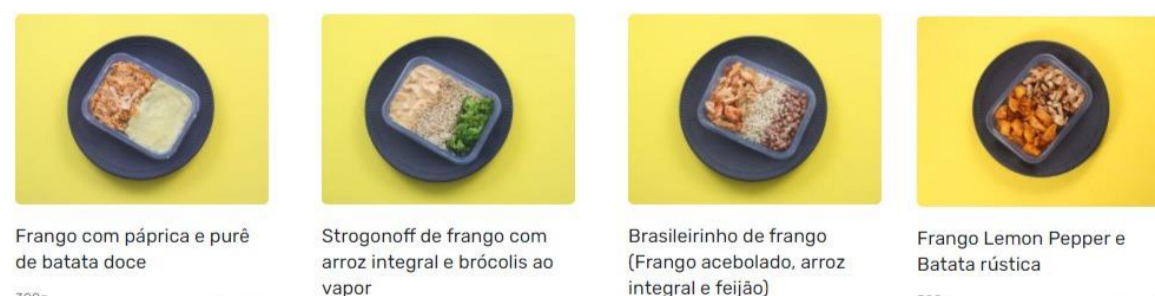 Frango com páprica e purê
de batata doce
Strogonoff de frango com
arroz integral e brócolis ao
vapor
Brasileirinho de frango
(Frango acebolado, arroz
integral e feijão)
Frango Lemon Pepper e
Batata rústica